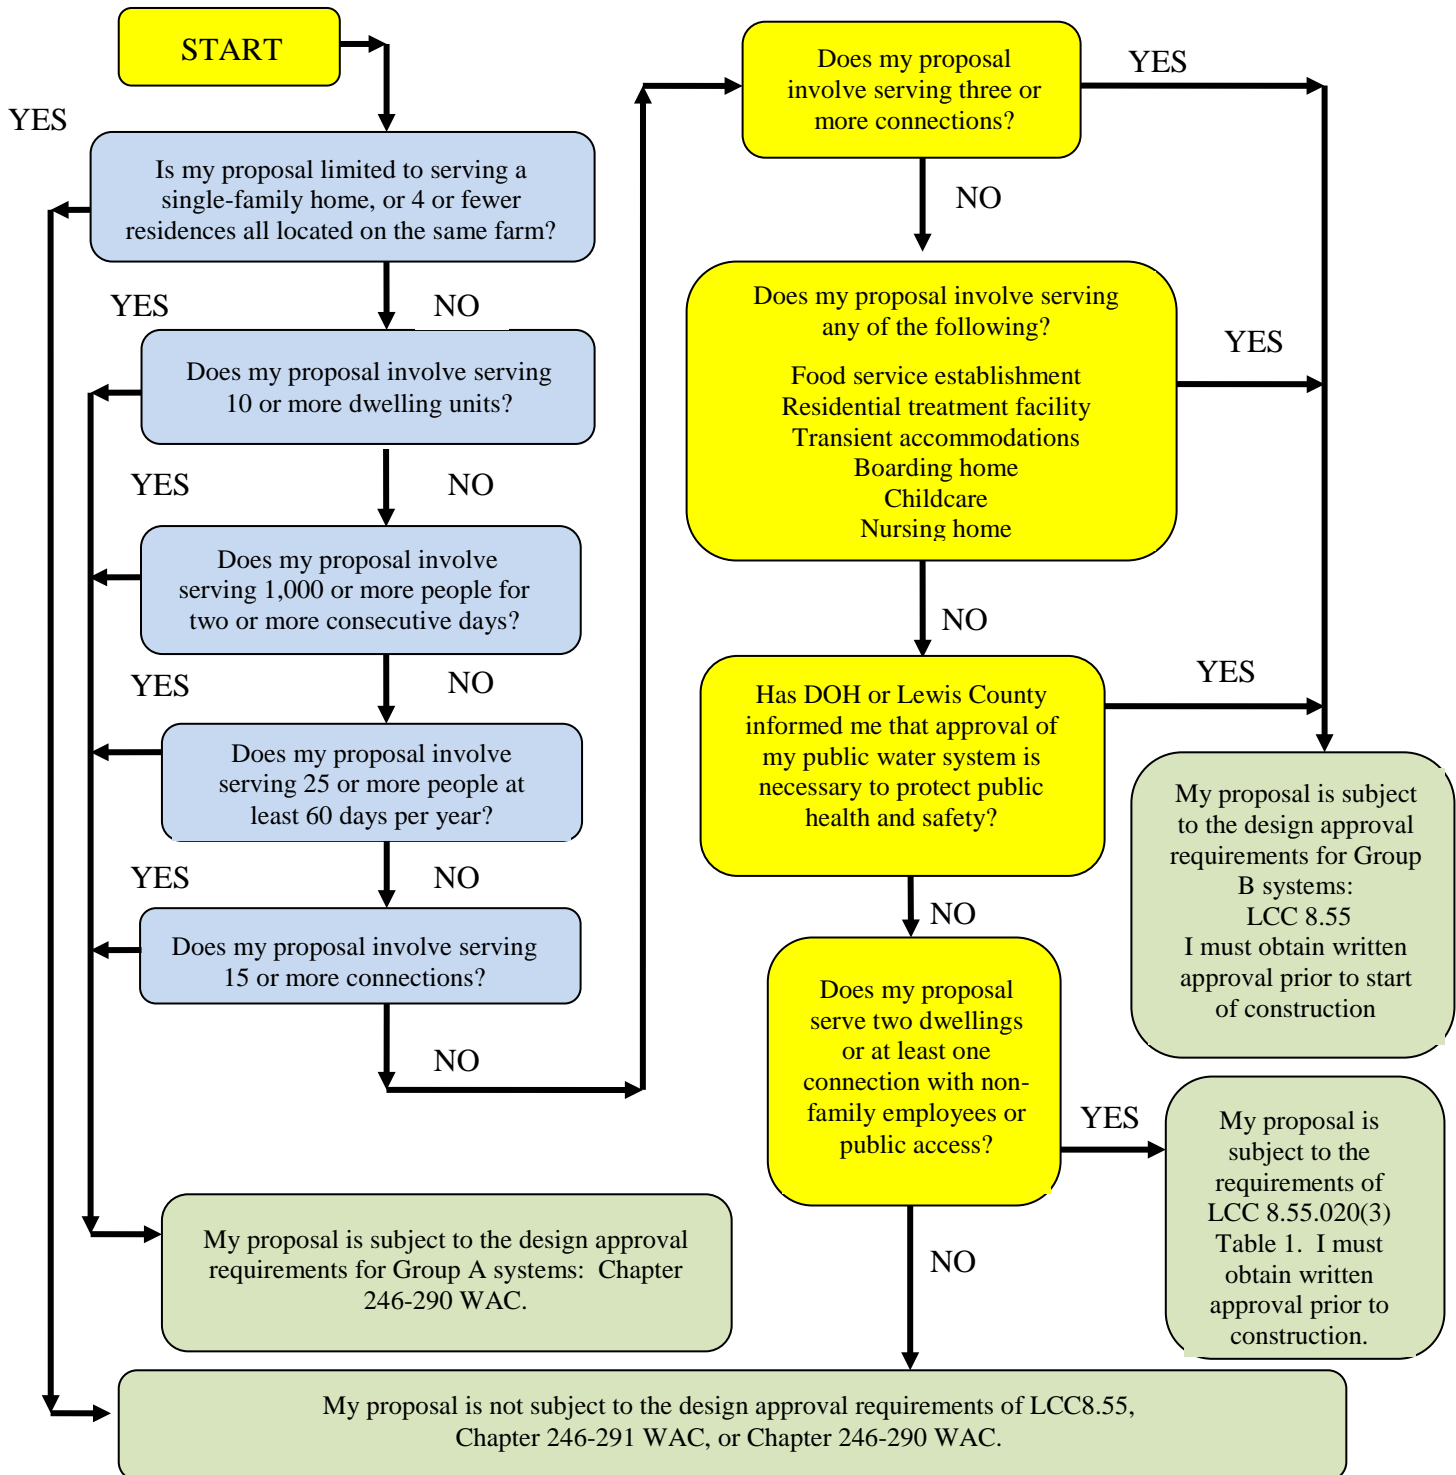 START
YES
Is my proposal limited to serving a
single-family home, or 4 or fewer
residences all located on the same farm?
YES
NO
Does my proposal involve serving
10 or more dwelling units?
YES
NO
Does my proposal involve
serving 1,000 or more people for
two or more consecutive days?
YES
NO
Does my proposal involve
serving 25 or more people at
least 60 days per year?
YES
NO
Does my proposal involve serving
15 or more connections?
NO
My proposal is subject to the design approval
requirements for Group A systems:  Chapter
246-290 WAC.
Does my proposal
involve serving three or
more connections?
YES
NO
Does my proposal involve serving
any of the following?
Food service establishment
Residential treatment facility
Transient accommodations
Boarding home
Childcare
Nursing home
YES
NO
Has DOH or Lewis County
informed me that approval of
my public water system is
necessary to protect public
health and safety?
YES
NO
My proposal is subject
to the design approval
requirements for Group
B systems:
LCC 8.55
I must obtain written
approval prior to start
of construction
Does my proposal
serve two dwellings
or at least one
connection with non-
family employees or
public access?
YES
NO
My proposal is
subject to the
requirements of
LCC 8.55.020(3)
Table 1.  I must
obtain written
approval prior to
construction.
My proposal is not subject to the design approval requirements of LCC8.55,
Chapter 246-291 WAC, or Chapter 246-290 WAC.